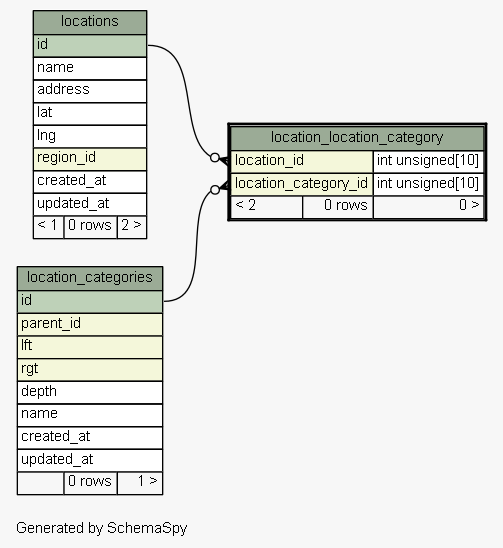 locations
id
name
address
lat
lng
region_id
created_at
updated_at
< 1 0 rows 2 >
location_location_category
location_id int unsigned[10]
location_category_id int unsigned[10]
< 2 0 rows 0 >
location_categories
id
parent_id
lft
rgt
depth
name
created_at
updated_at
0 rows 1 >
Generated by SchemaSpy